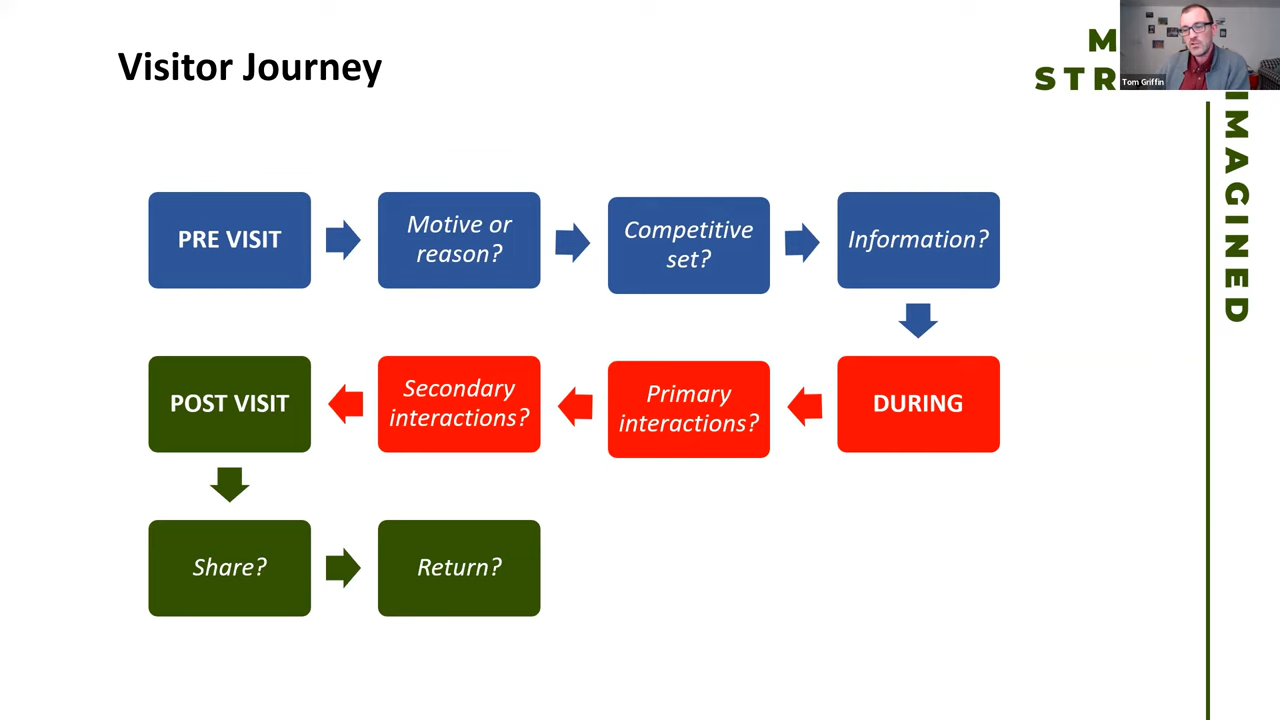 Visitor Journey
M
STR
IMAGINED
Tom Griffin
PRE VISIT
Motive or
reason?
Competitive
set?
Information?
POST VISIT
Secondary
interactions?
Primary
interactions?
DURING
Share?
Return?